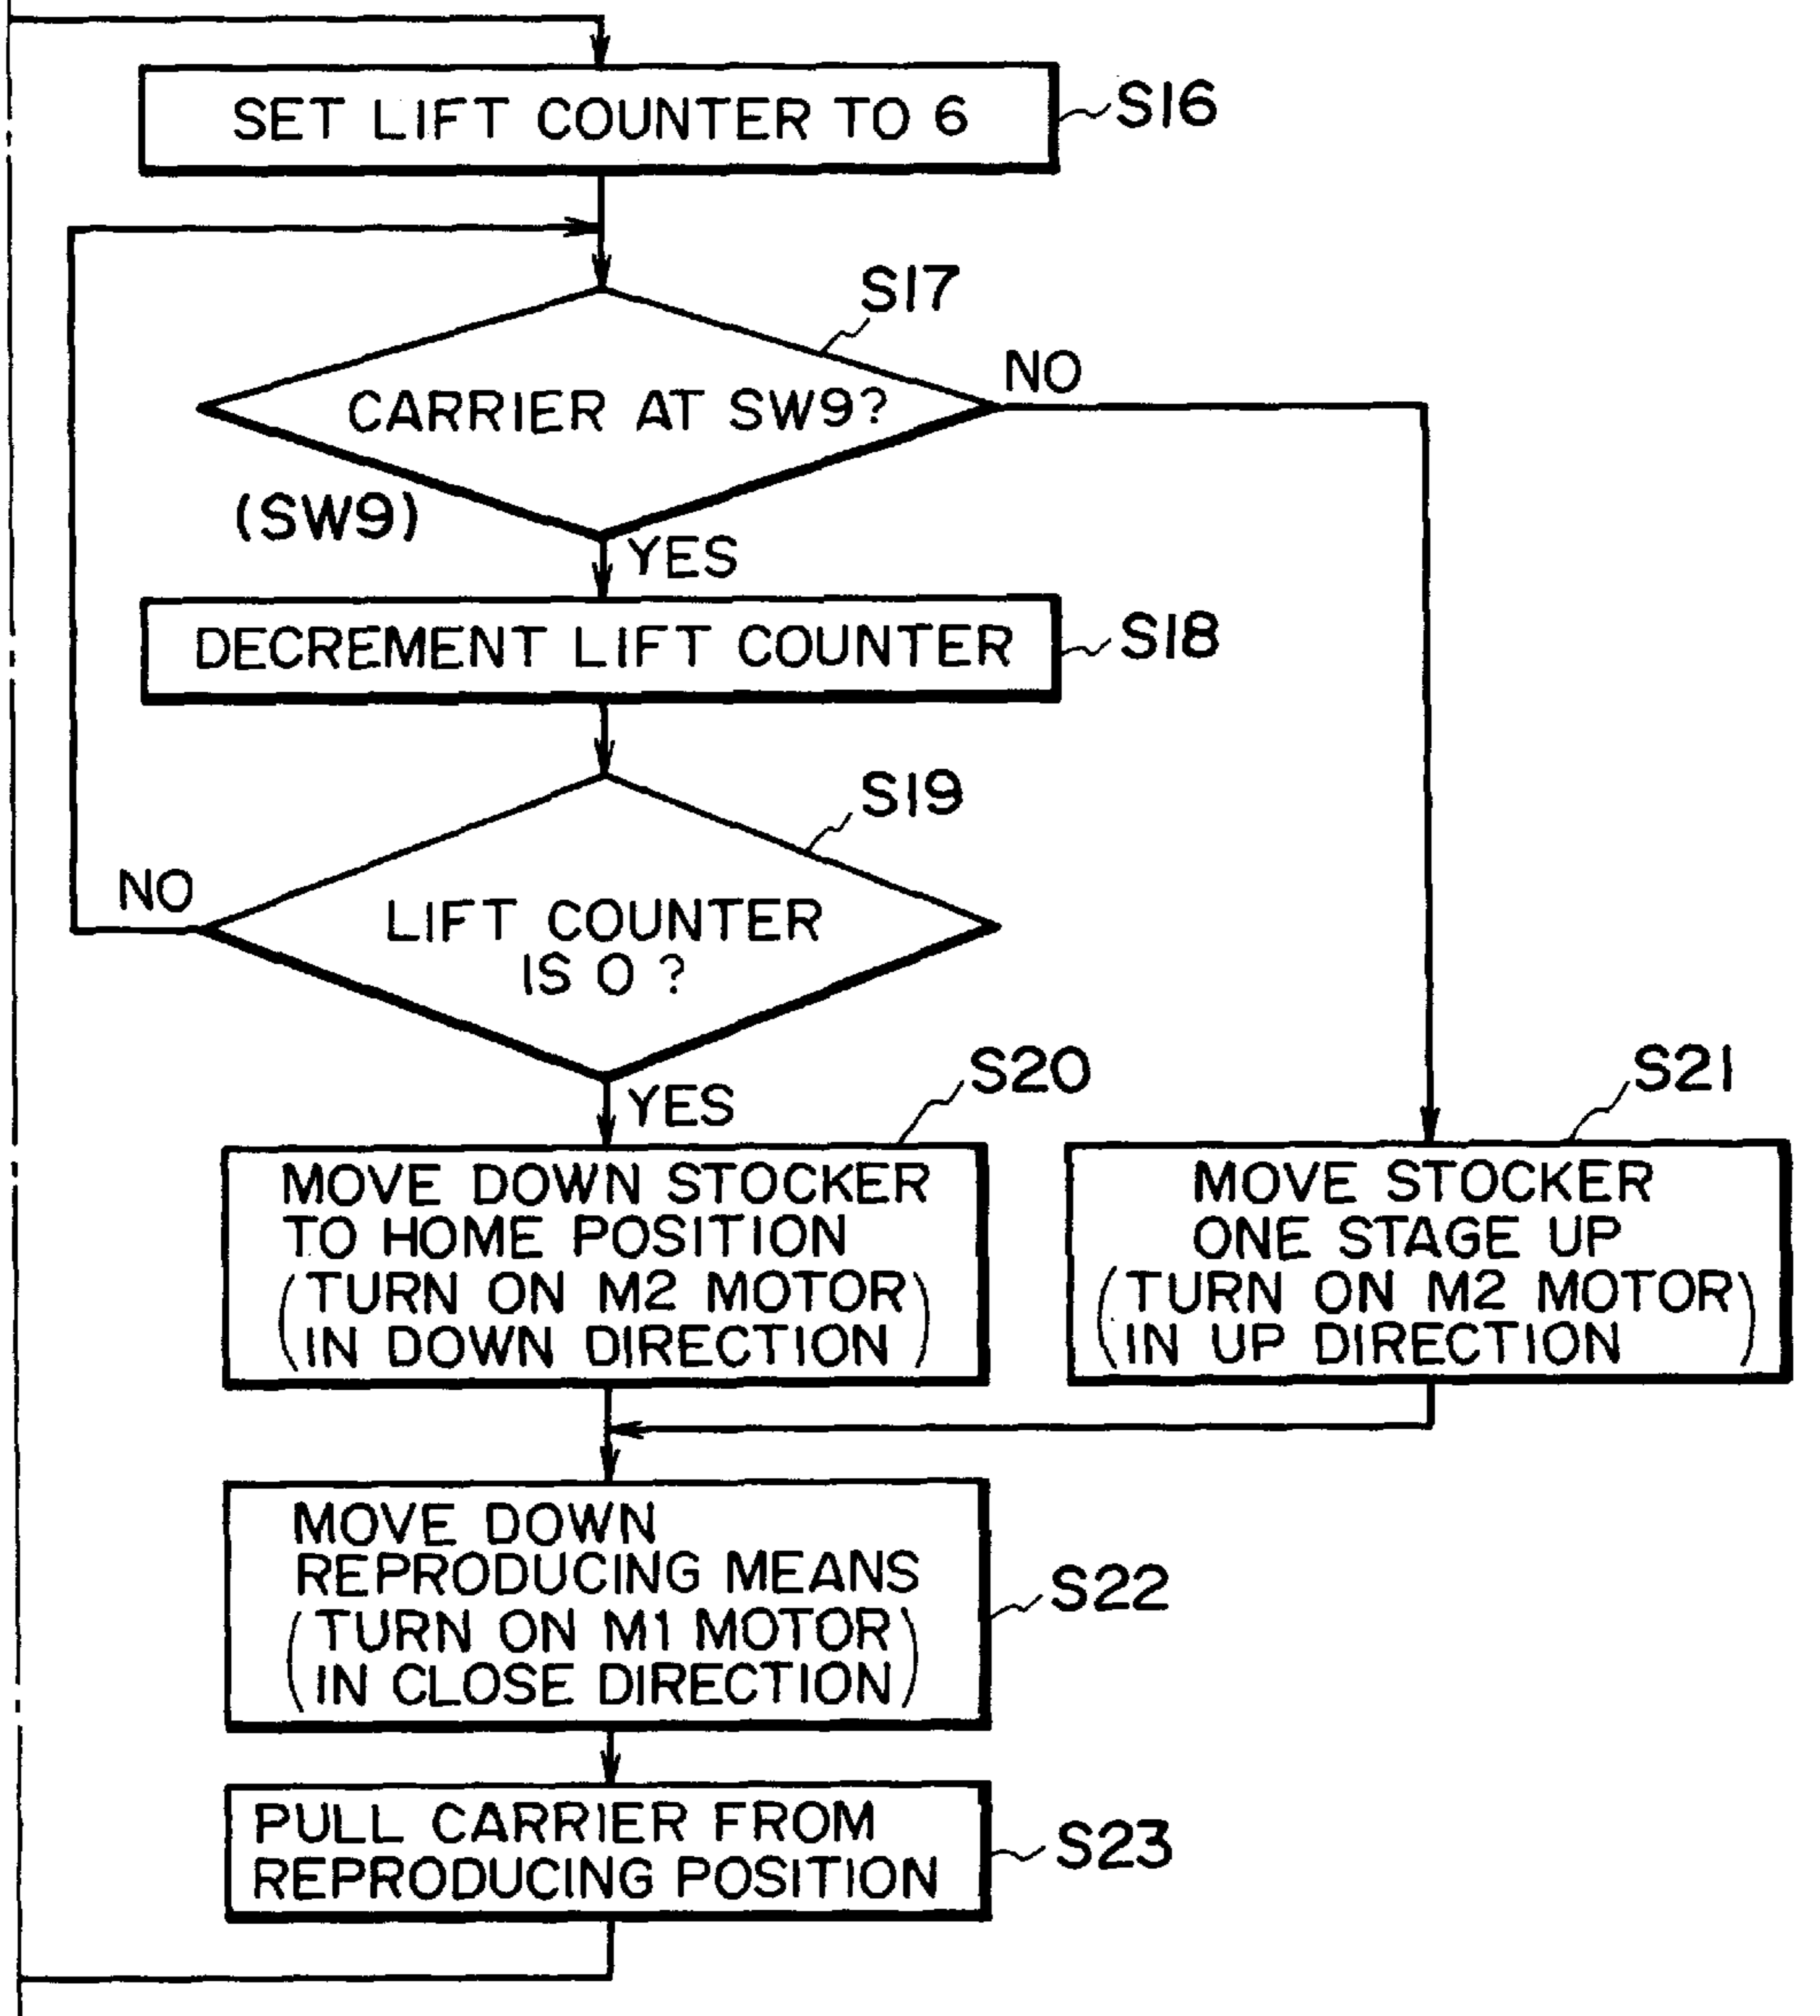 SET LIFT COUNTER TO 6
S16
S17
CARRIER AT SW9?
NO
(SW9)
YES
DECREMENT LIFT COUNTER
S18
S19
NO
LIFT COUNTER
IS 0 ?
YES
S20
MOVE DOWN STOCKER
TO HOME POSITION
(TURN ON M2 MOTOR
IN DOWN DIRECTION)
S21
MOVE STOCKER
ONE STAGE UP
(TURN ON M2 MOTOR
IN UP DIRECTION)
MOVE DOWN
REPRODUCING MEANS
(TURN ON M1 MOTOR
IN CLOSE DIRECTION)
S22
PULL CARRIER FROM
REPRODUCING POSITION
S23